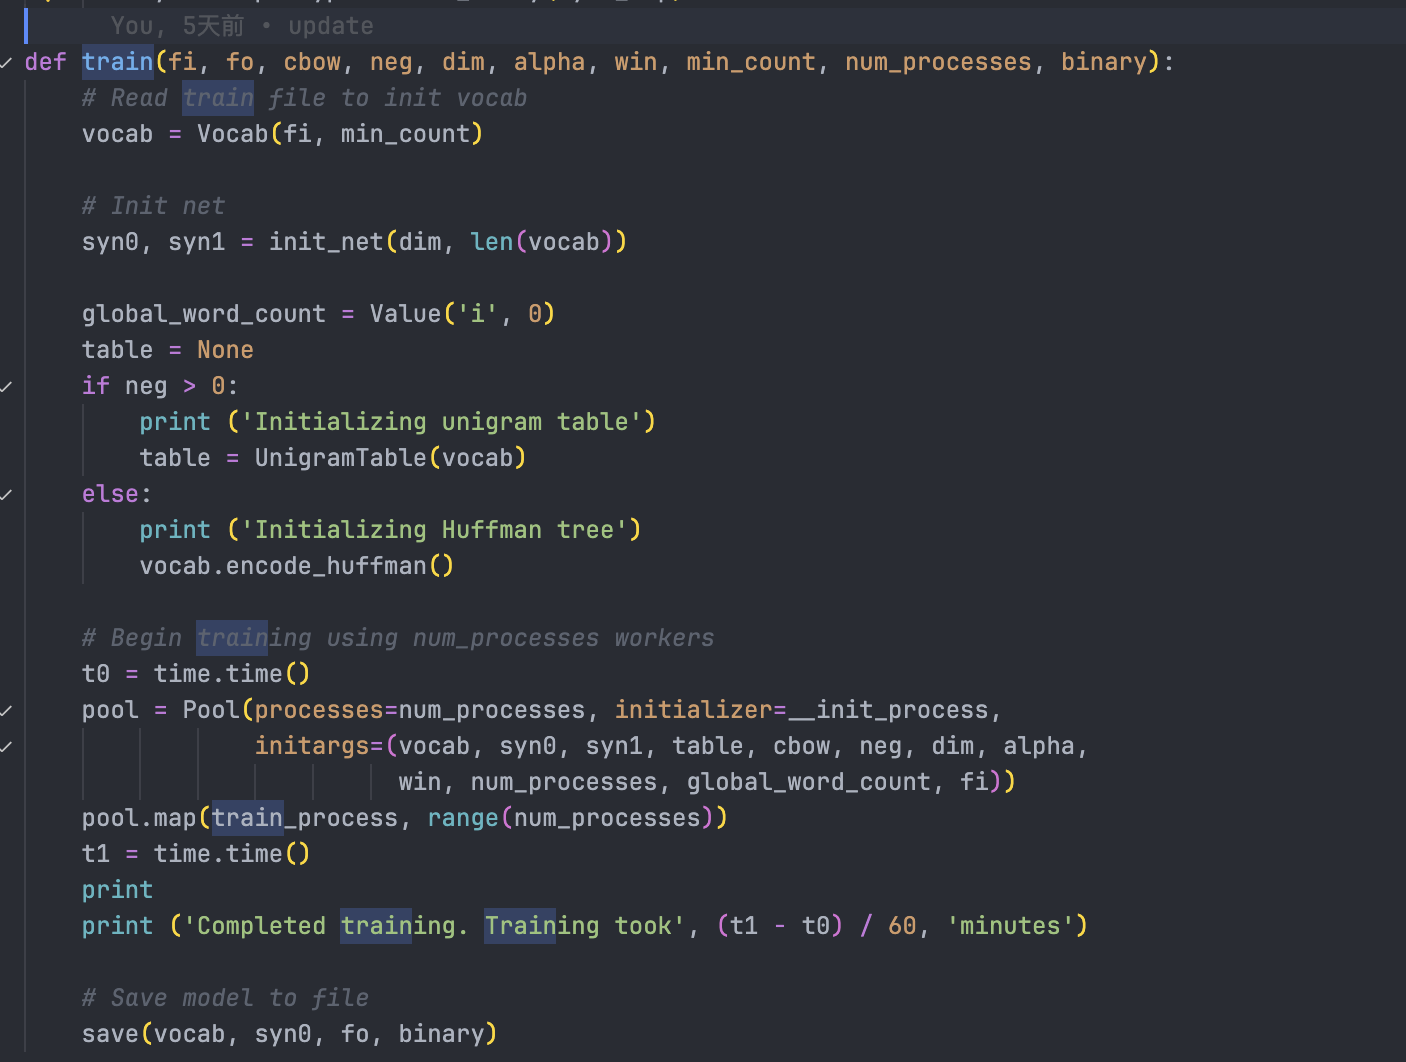 You, 5天前 • update
def train(fi, fo, cbow, neg, dim, alpha, win, min_count, num_processes, binary):
# Read train file to init vocab
vocab = Vocab(fi, min_count)
# Init net
syn0, syn1 = init_net(dim, len(vocab))
global_word_count = Value('i', 0)
table = None
if neg > 0:
print ('Initializing unigram table')
table = UnigramTable(vocab)
else:
print ('Initializing Huffman tree')
vocab.encode_huffman()
# Begin training using num_processes workers
t0 = time.time()
pool = Pool(processes=num_processes, initializer=__init_process,
initargs=(vocab, syn0, syn1, table, cbow, neg, dim, alpha,
win, num_processes, global_word_count, fi))
pool.map(train_process, range(num_processes))
t1 = time.time()
print
print ('Completed training. Training took', (t1 - t0) / 60, 'minutes')
# Save model to file
save(vocab, syn0, fo, binary)